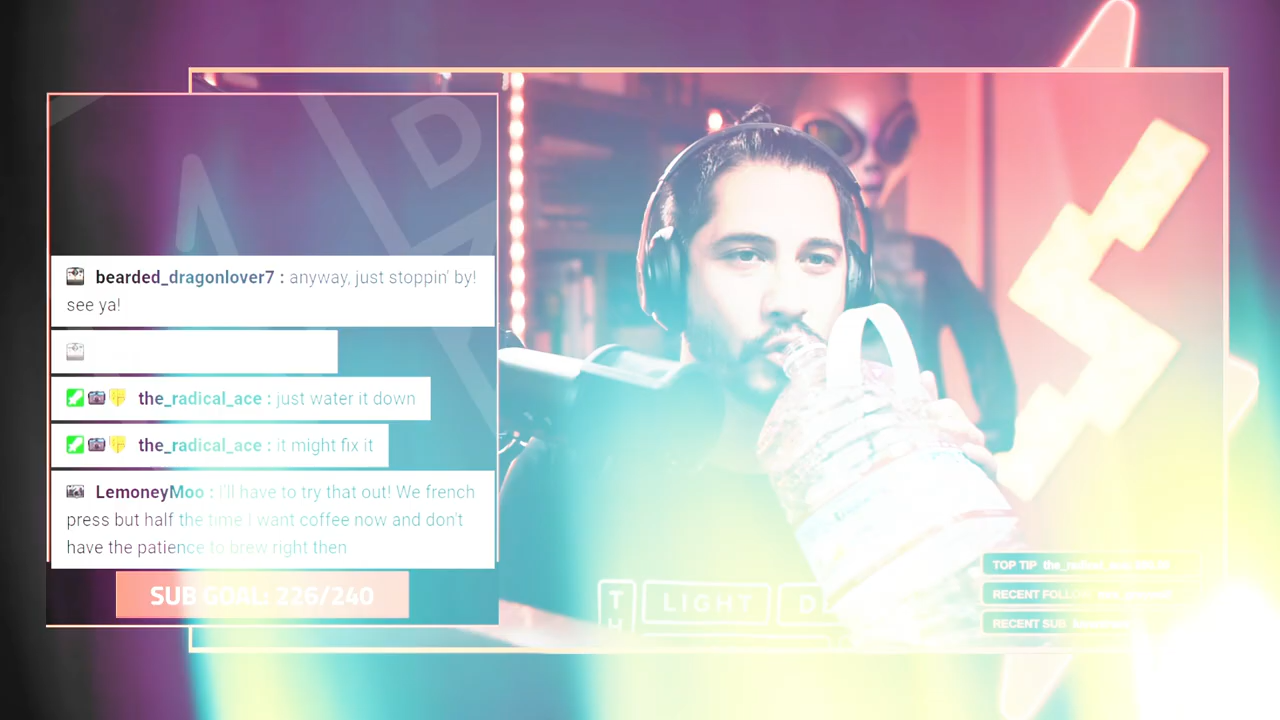 bearded_dragonlover7 : anyway, just stoppin' by!
see ya!
the_radical_ace : just water it down
the_radical_ace : it might fix it
LemoneyMoo : I'll have to try that out! We french
press but half the time I want coffee now and don't
have the patience to brew right then
SUB GOAL: 226/240
TH LIGHT
TOP TIP the_radical_ace
RECENT FOLLOW
RECENT SUB